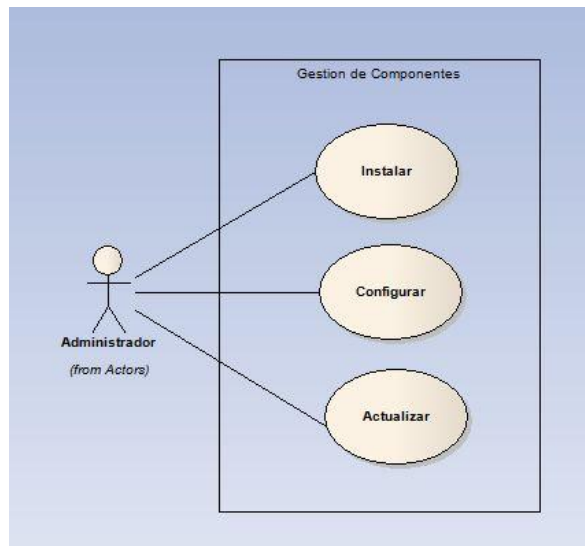 Gestion de Componentes
Instalar
Configurar
Administrador
(from Actors)
Actualizar